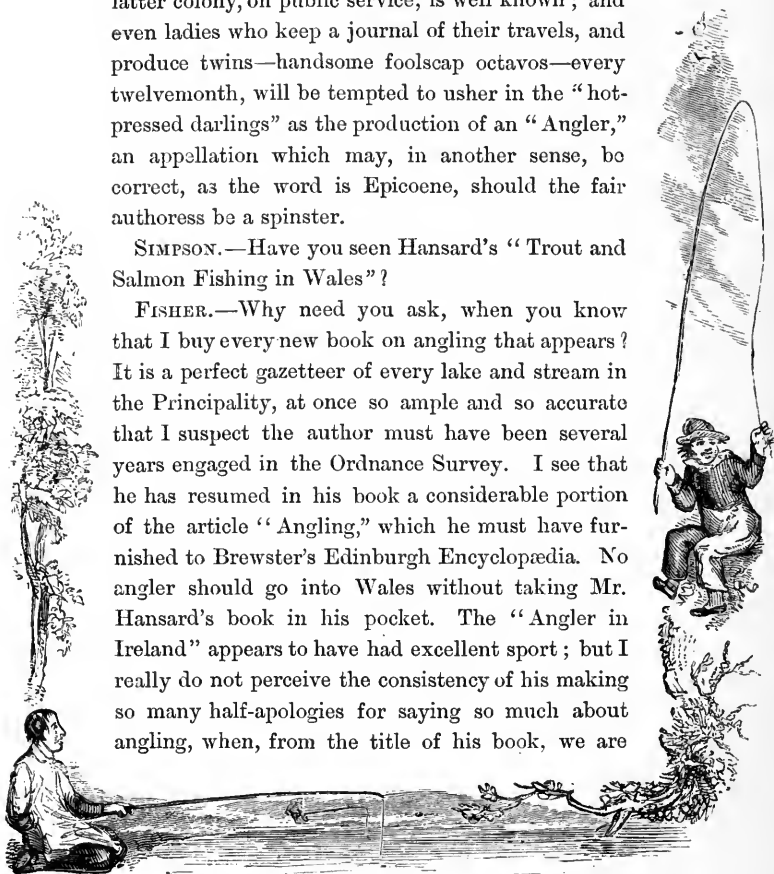 latter colony, on public service, is well known; and
even ladies who keep a journal of their travels, and
produce twins—handsome foolscap octavos—every
twelvemonth, will be tempted to usher in the “hot-
pressed darlings” as the production of an “Angler,”
an appellation which may, in another sense, be
correct, as the word is Epicoene, should the fair
authoress be a spinster.
SIMPSON.—Have you seen Hansard's “Trout and
Salmon Fishing in Wales”?
FISHER.—Why need you ask, when you know
that I buy every new book on angling that appears?
It is a perfect gazetteer of every lake and stream in
the Principality, at once so ample and so accurate
that I suspect the author must have been several
years engaged in the Ordnance Survey. I see that
he has resumed in his book a considerable portion
of the article “Angling,” which he must have fur-
nished to Brewster's Edinburgh Encyclopædia. No
angler should go into Wales without taking Mr.
Hansard's book in his pocket. The “Angler in
Ireland” appears to have had excellent sport; but I
really do not perceive the consistency of his making
so many half-apologies for saying so much about
angling, when, from the title of his book, we are